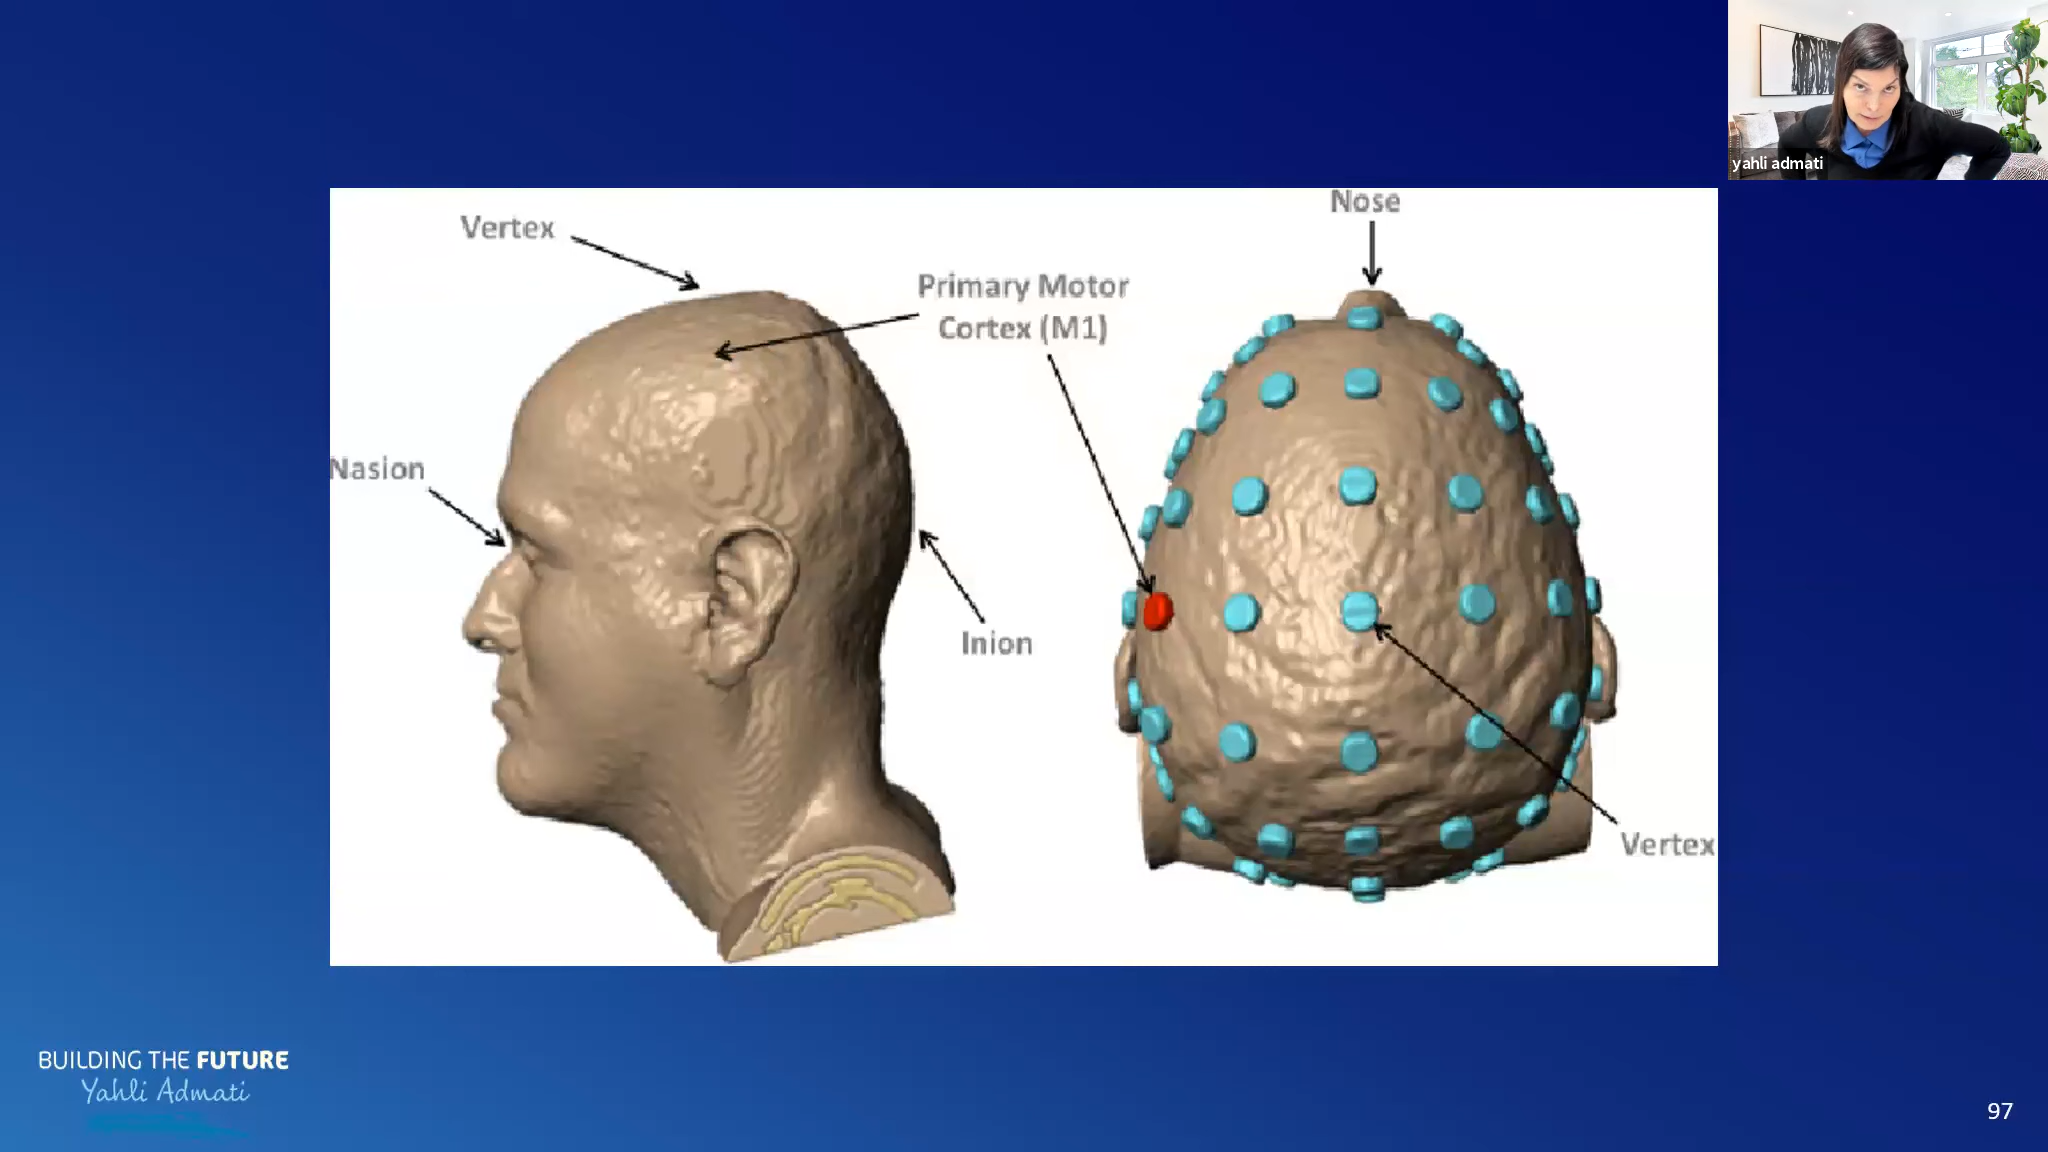 yahli admati
Nose
Vertex
Primary Motor
Cortex (M1)
Nasion
Inion
Vertex
BUILDING THE FUTURE
Yahli Admati
97